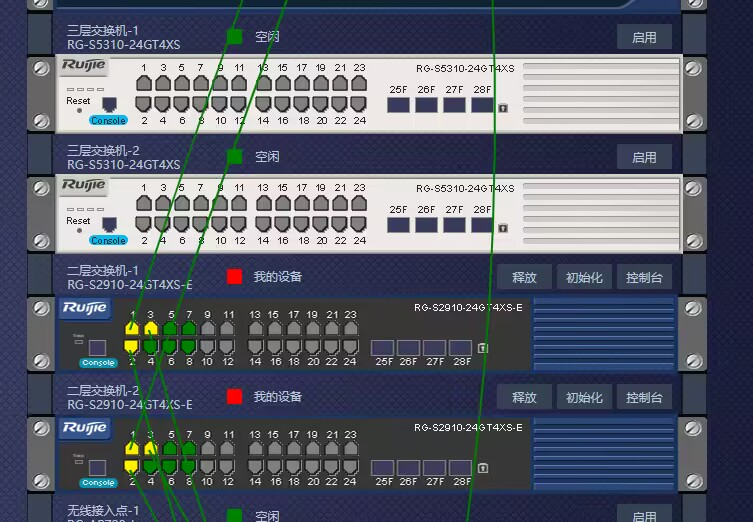 三层交换机-1
RG-S5310-24GT4XS
空闲
启用
Ruijie
1 3 5 7 9 11 13 15 17 19 21 23
RG-S5310-24GT4XS
25F 26F 27F 28F
Reset
Console
2 4 6 8 10 12 14 16 18 20 22 24
三层交换机-2
RG-S5310-24GT4XS
空闲
启用
Ruijie
1 3 5 7 9 11 13 15 17 19 21 23
RG-S5310-24GT4XS
25F 26F 27F 28F
Reset
Console
2 4 6 8 10 12 14 16 18 20 22 24
二层交换机-1
RG-S2910-24GT4XS-E
我的设备
释放 初始化 控制台
Ruijie
1 3 5 7 9 11 13 15 17 19 21 23
RG-S2910-24GT4XS-E
Console
2 4 6 8 10 12 14 16 18 20 22 24
25F 26F 27F 28F
二层交换机-2
RG-S2910-24GT4XS-E
我的设备
释放 初始化 控制台
Ruijie
1 3 5 7 9 11 13 15 17 19 21 23
RG-S2910-24GT4XS-E
Console
2 4 6 8 10 12 14 16 18 20 22 24
25F 26F 27F 28F
无线接入点-1
空闲
启用